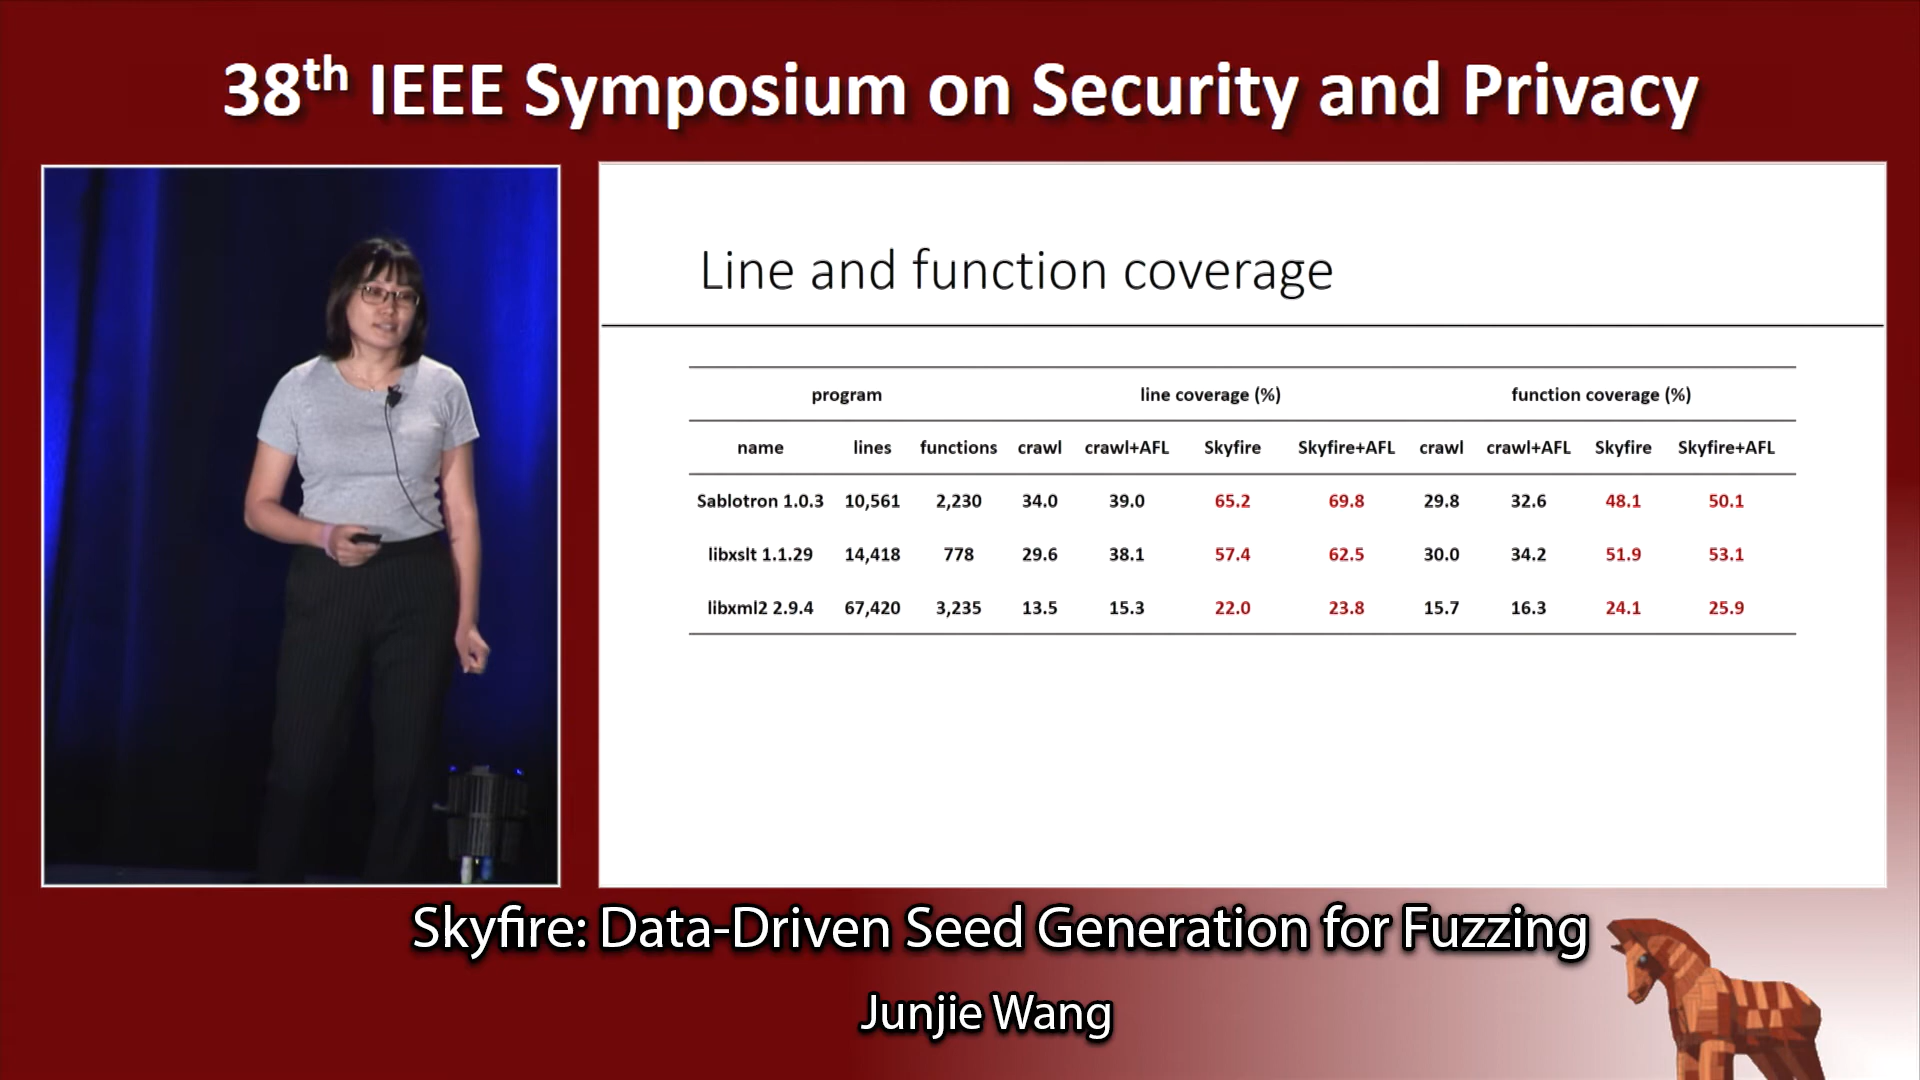 38th IEEE Symposium on Security and Privacy
Line and function coverage
program line coverage (%) function coverage (%)
name lines functions crawl crawl+AFL Skyfire Skyfire+AFL crawl crawl+AFL Skyfire Skyfire+AFL
Sablotron 1.0.3 10,561 2,230 34.0 39.0 65.2 69.8 29.8 32.6 48.1 50.1
libxslt 1.1.29 14,418 778 29.6 38.1 57.4 62.5 30.0 34.2 51.9 53.1
libxml2 2.9.4 67,420 3,235 13.5 15.3 22.0 23.8 15.7 16.3 24.1 25.9
Skyfire: Data-Driven Seed Generation for Fuzzing
Junjie Wang